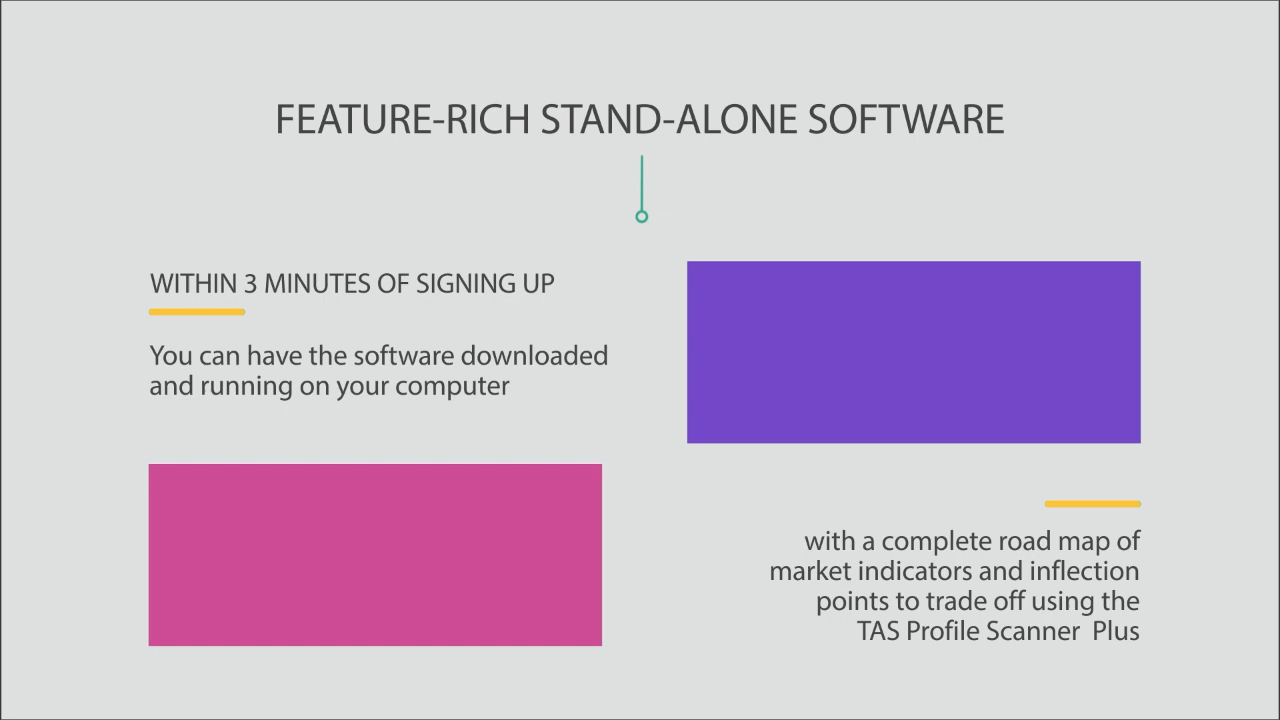 FEATURE-RICH STAND-ALONE SOFTWARE
WITHIN 3 MINUTES OF SIGNING UP
You can have the software downloaded
and running on your computer
with a complete road map of
market indicators and inflection
points to trade off using the
TAS Profile Scanner  Plus